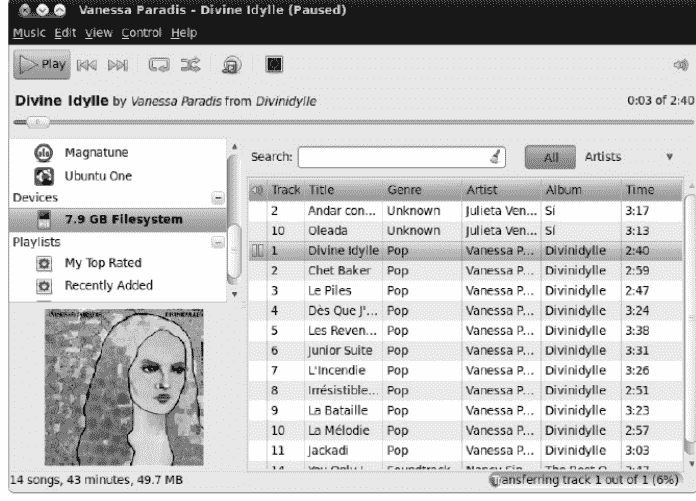 Vanessa Paradis - Divine Idylle (Paused)
Music Edit View Control Help
Play
Divine Idylle by Vanessa Paradis from Divinidylle 0:03 of 2:40
Magnatune
Ubuntu One
Devices
7.9 GB Filesystem
Playlists
My Top Rated
Recently Added
Search: All Artists
Track Title Genre Artist Album Time
2 Andar con... Unknown Julieta Ven... Sí 3:17
10 Oleada Unknown Julieta Ven... Sí 3:13
1 Divine Idylle Pop Vanessa P... Divinidylle 2:40
2 Chet Baker Pop Vanessa P... Divinidylle 2:59
3 Le Piles Pop Vanessa P... Divinidylle 2:47
4 Dès Que J'... Pop Vanessa P... Divinidylle 3:24
5 Les Reven... Pop Vanessa P... Divinidylle 3:38
6 Junior Suite Pop Vanessa P... Divinidylle 3:31
7 L'Incendie Pop Vanessa P... Divinidylle 3:26
8 Irrésistible... Pop Vanessa P... Divinidylle 2:51
9 La Bataille Pop Vanessa P... Divinidylle 3:23
10 La Mélodie Pop Vanessa P... Divinidylle 2:57
11 Jackadi Pop Vanessa P... Divinidylle 3:03
14 songs, 43 minutes, 49.7 MB
ansferring track 1 out of 1 (6%)